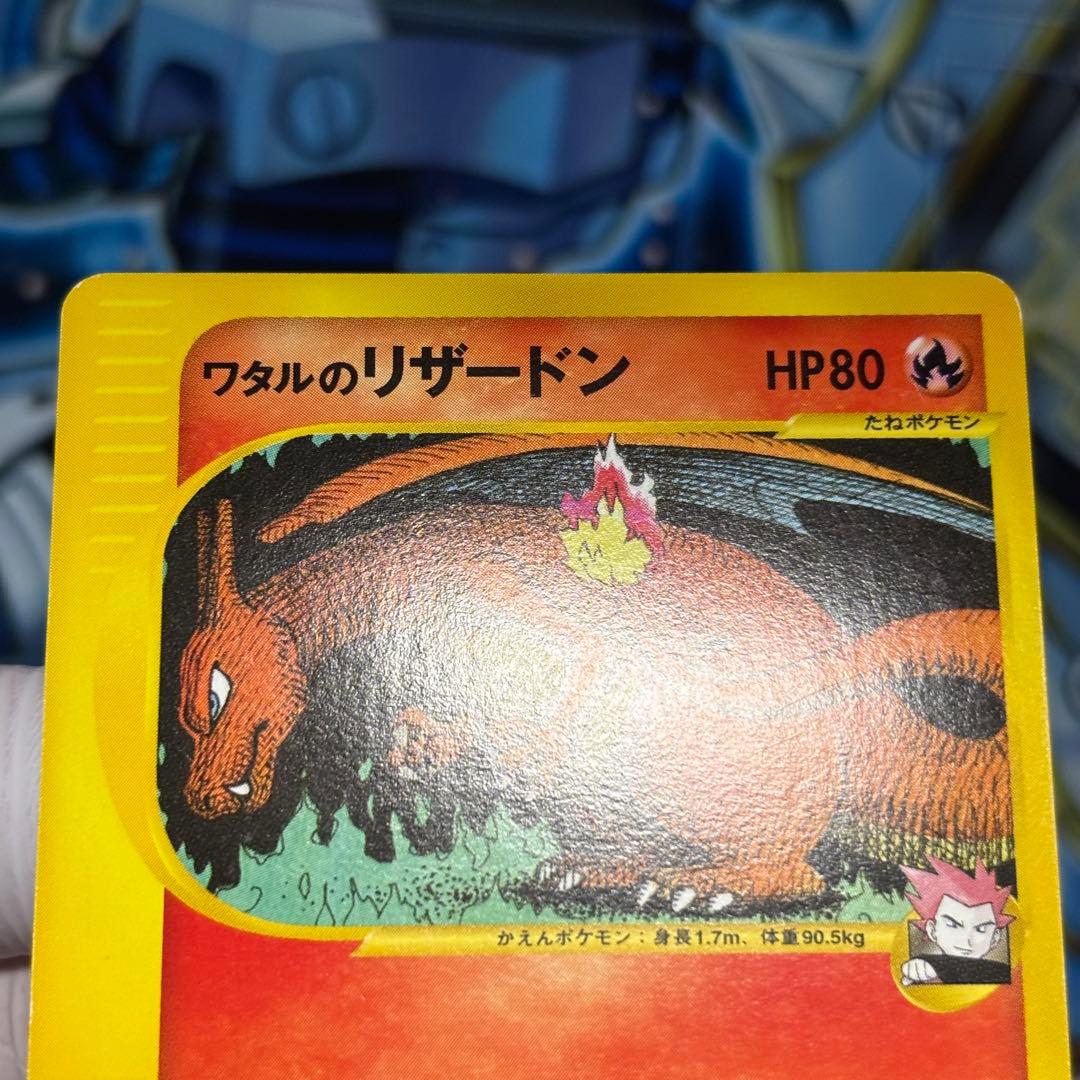 ワタルのリザードン HP80
たねポケモン
かえんポケモン：身長1.7m、体重90.5kg